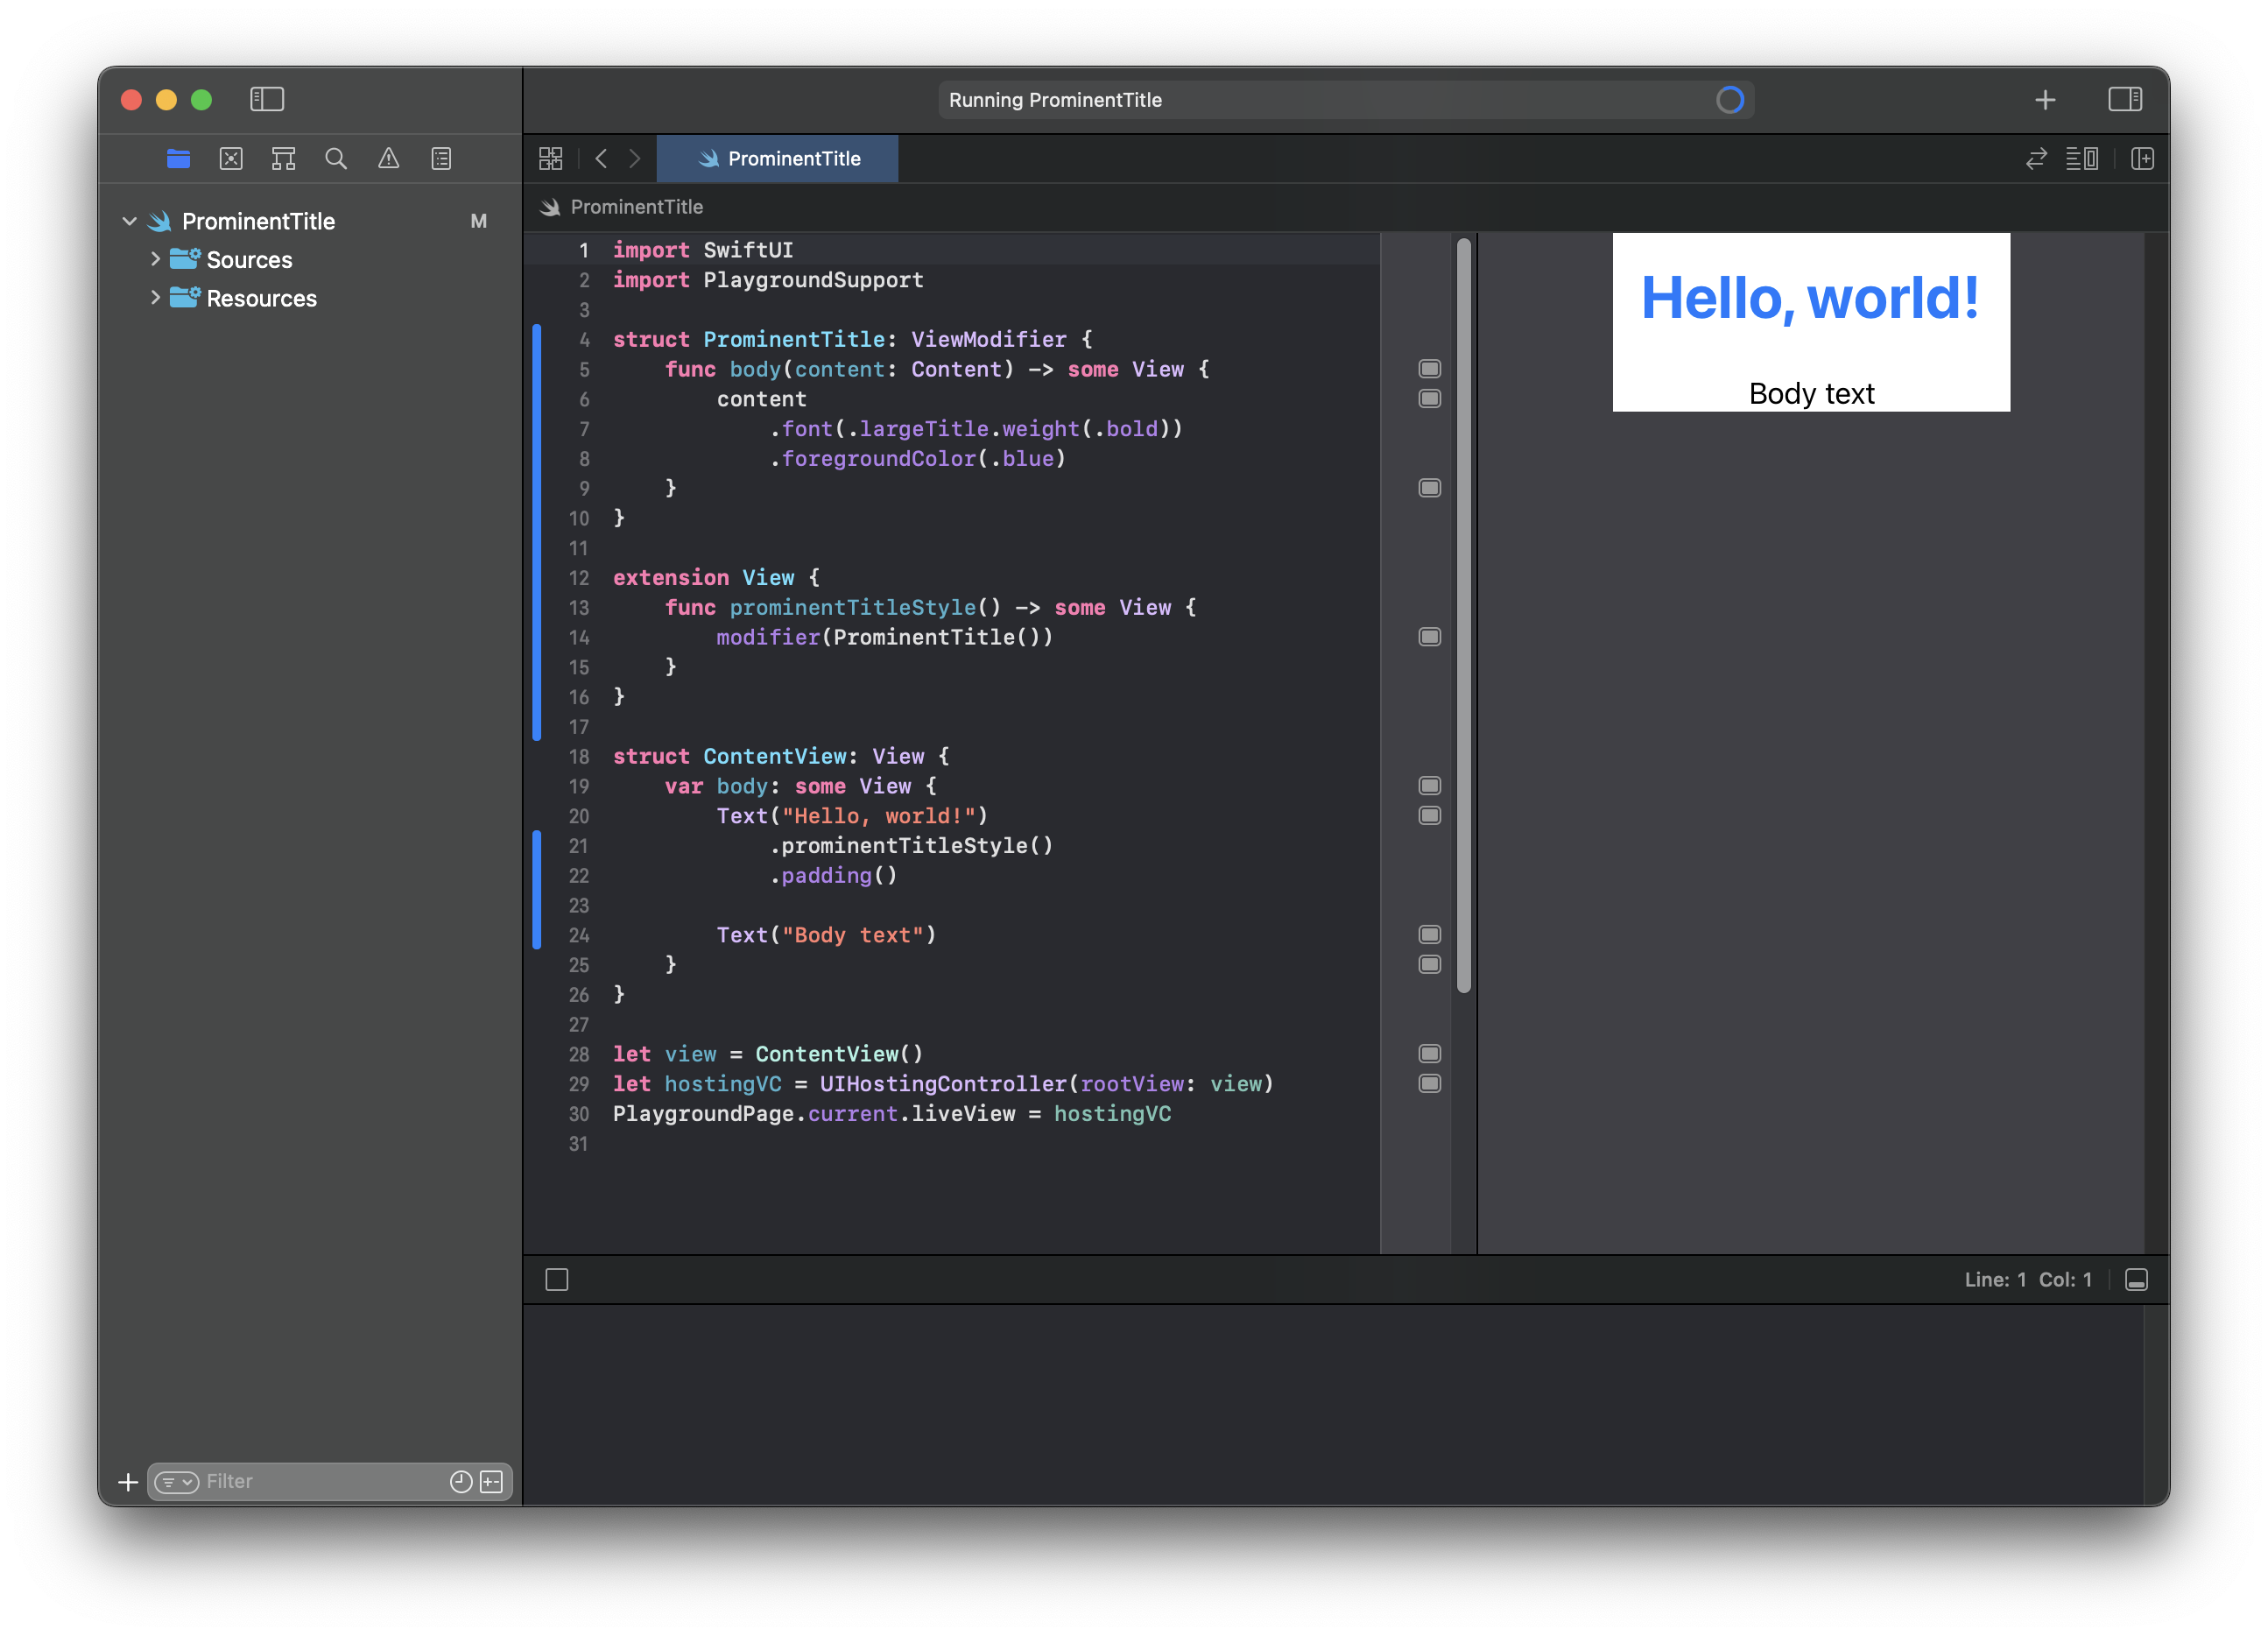 Running ProminentTitle
ProminentTitle
ProminentTitle M
Sources
Resources
ProminentTitle
1 import SwiftUI
2 import PlaygroundSupport
3
4 struct ProminentTitle: ViewModifier {
5     func body(content: Content) -> some View {
6         content
7             .font(.largeTitle.weight(.bold))
8             .foregroundColor(.blue)
9     }
10 }
11
12 extension View {
13     func prominentTitleStyle() -> some View {
14         modifier(ProminentTitle())
15     }
16 }
17
18 struct ContentView: View {
19     var body: some View {
20         Text("Hello, world!")
21             .prominentTitleStyle()
22             .padding()
23
24         Text("Body text")
25     }
26 }
27
28 let view = ContentView()
29 let hostingVC = UIHostingController(rootView: view)
30 PlaygroundPage.current.liveView = hostingVC
31
Hello, world!
Body text
Line: 1 Col: 1
Filter